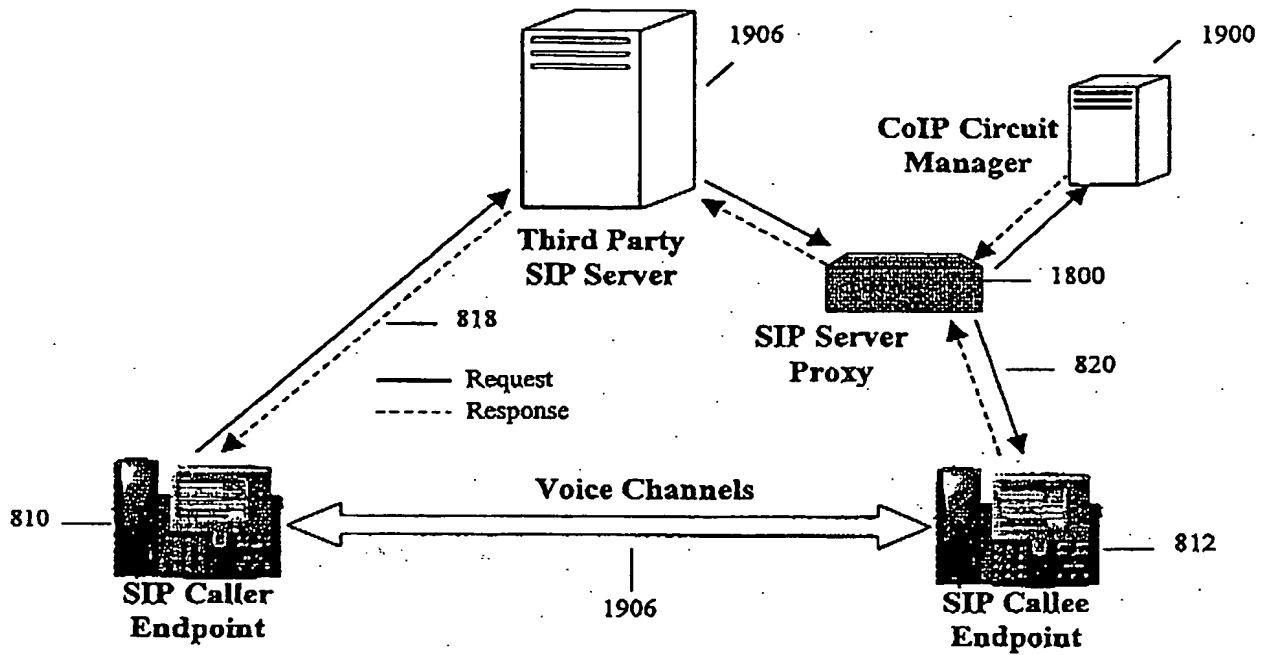 1906
1900
CoIP Circuit
Manager
Third Party
SIP Server
1800
818
SIP Server
Proxy
820
Request
Response
Voice Channels
810
812
SIP Caller
Endpoint
1906
SIP Callee
Endpoint